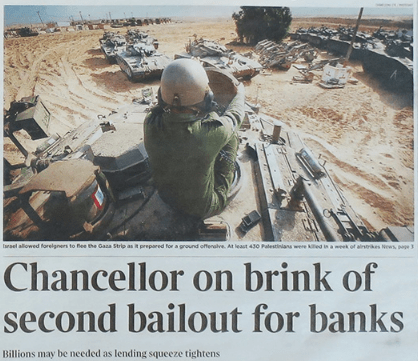 Israel allowed foreigners to flee the Gaza Strip as it prepared for a ground offensive. At least 430 Palestinians were killed in a week of airstrikes News, page 3
Chancellor on brink of
second bailout for banks
Billions may be needed as lending squeeze tightens